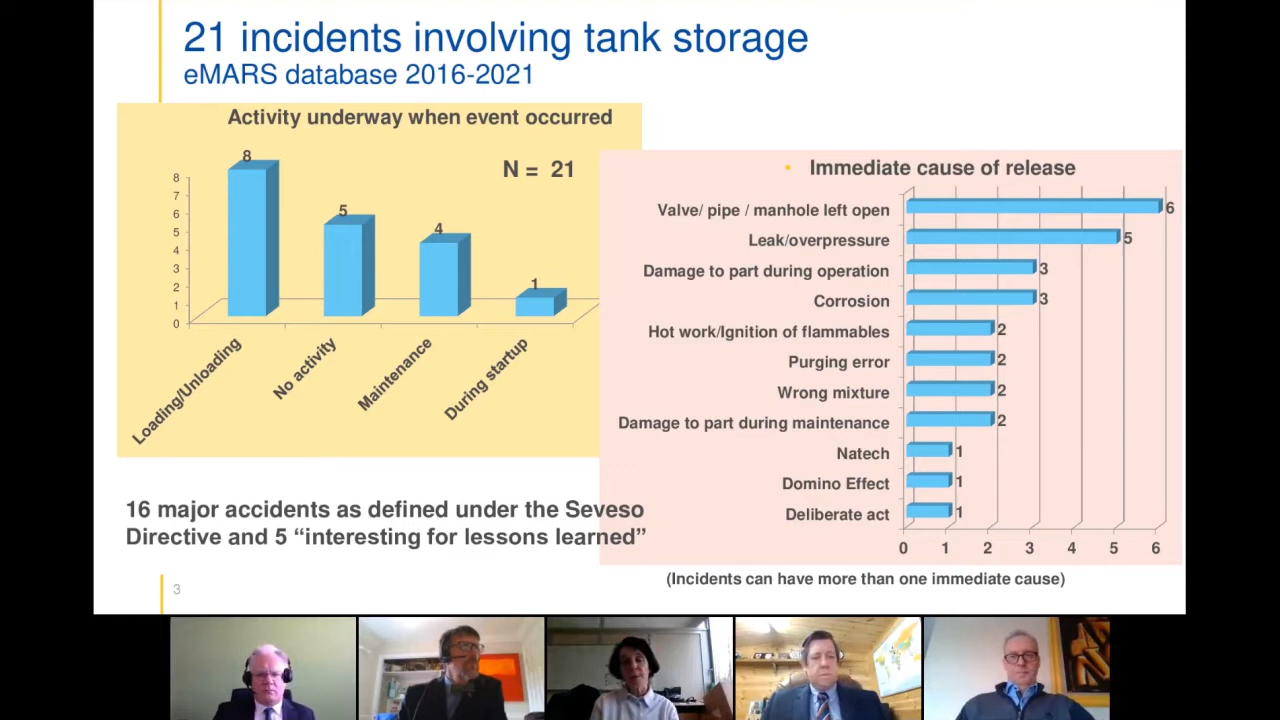 21 incidents involving tank storage
eMARS database 2016-2021
Activity underway when event occurred
N = 21
8
5
4
1
8
7
6
5
4
3
2
1
0
Loading/Unloading
No activity
Maintenance
During startup
• Immediate cause of release
Valve/ pipe / manhole left open 6
Leak/overpressure 5
Damage to part during operation 3
Corrosion 3
Hot work/Ignition of flammables 2
Purging error 2
Wrong mixture 2
Damage to part during maintenance 2
Natech 1
Domino Effect 1
Deliberate act 1
0 1 2 3 4 5 6
(Incidents can have more than one immediate cause)
16 major accidents as defined under the Seveso
Directive and 5 “interesting for lessons learned”
3